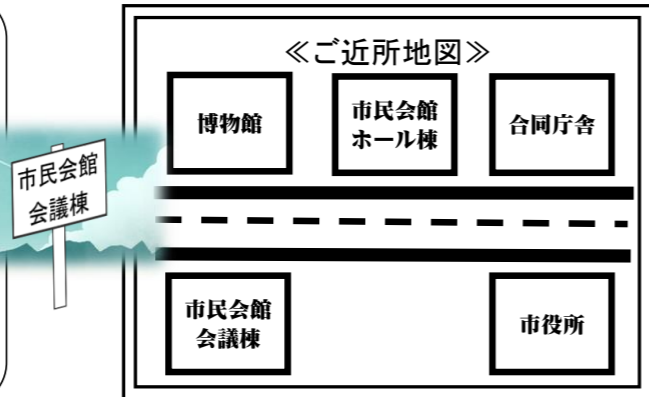 ≪ご近所地図≫
博物館
市民会館
ホール棟
合同庁舎
市民会館
会議棟
市民会館
会議棟
市役所